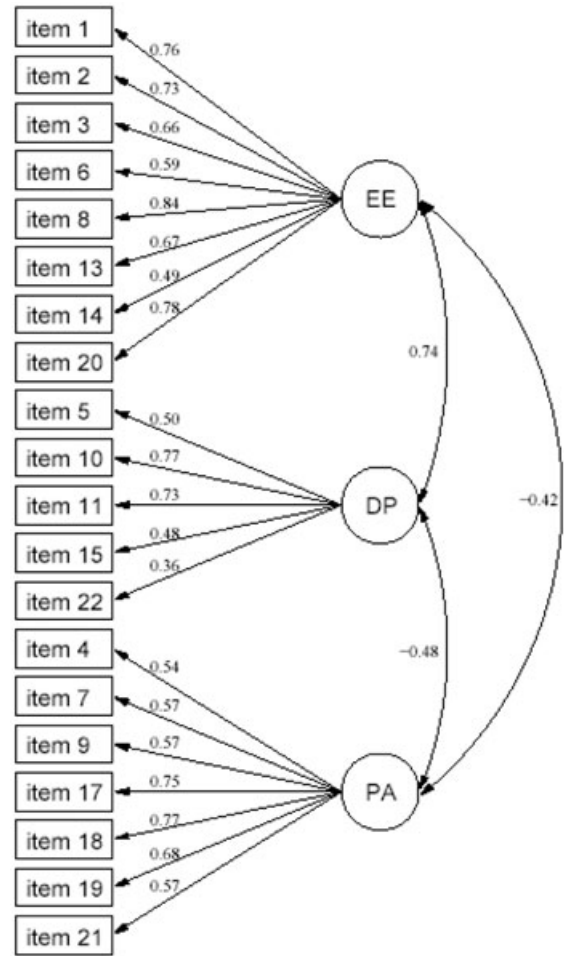 item 1
0.76
item 2
0.73
item 3
0.66
item 6
0.59
EE
item 8
0.84
item 13
0.67
item 14
0.49
item 20
0.78
0.74
item 5
0.50
item 10
0.77
−0.42
item 11
0.73
DP
item 15
0.48
item 22
0.36
item 4
0.54
−0.48
item 7
0.57
item 9
0.57
item 17
0.75
PA
item 18
0.77
item 19
0.68
item 21
0.57